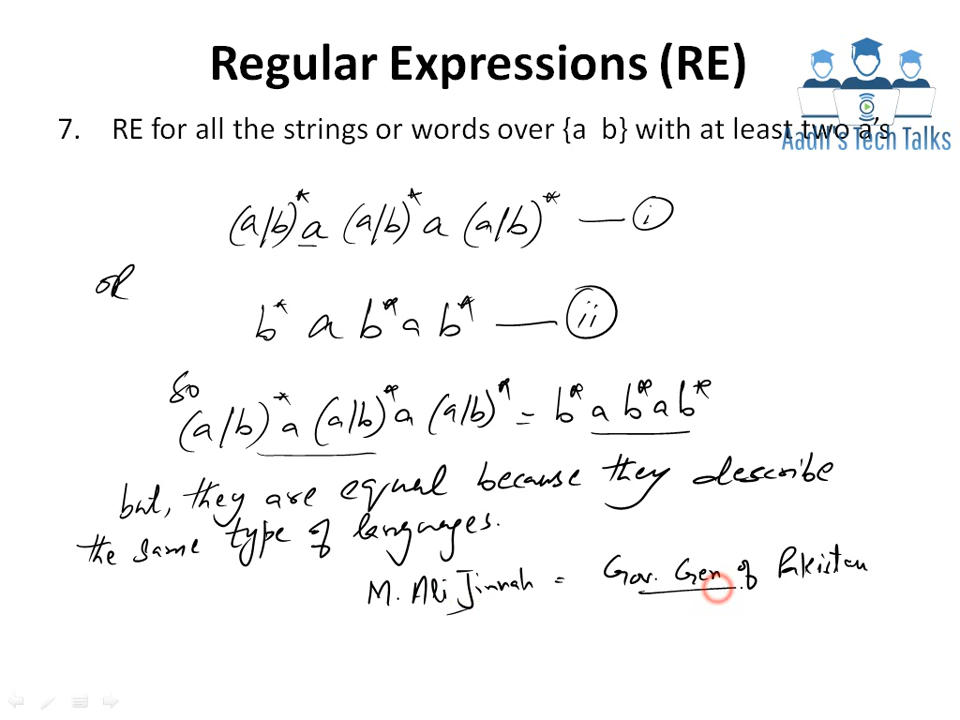 Regular Expressions (RE)
7. RE for all the strings or words over {a b} with at least two a's
Aadil's Tech Talks
(a/b)* a (a/b)* a (a/b)* — i
or
b* a b* a b* — ii
So
(a/b)* a (a/b)* a (a/b)* = b* a b* a b*
but, they are equal because they describe
the same type of languages.
M. Ali Jinnah = Gov. Gen of Pakistan